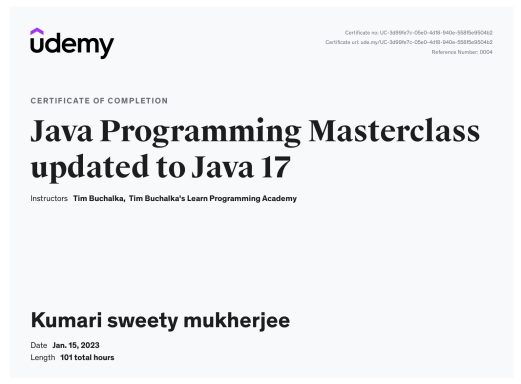 Certificate no: UC-3d99fe7c-05e0-4d18-940e-558f5e9504b2
Certificate url: ude.my/UC-3d99fe7c-05e0-4d18-940e-558f5e9504b2
Reference Number: 0004
udemy
CERTIFICATE OF COMPLETION
Java Programming Masterclass
updated to Java 17
Instructors Tim Buchalka, Tim Buchalka's Learn Programming Academy
Kumari sweety mukherjee
Date Jan. 15, 2023
Length 101 total hours